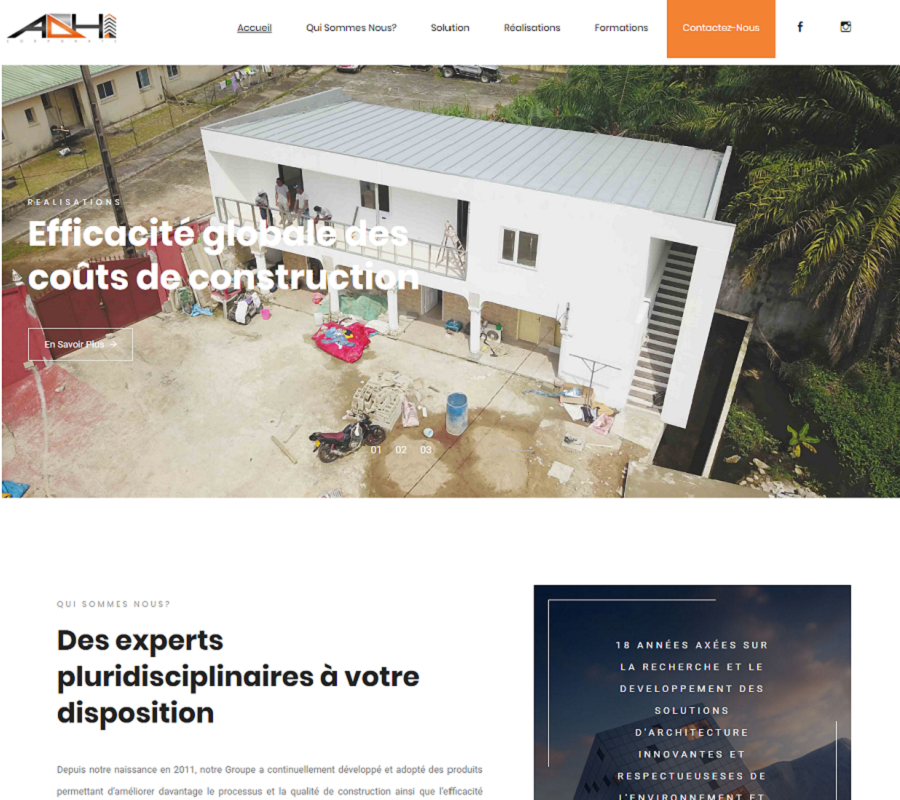 Accueil
Qui Sommes Nous?
Solution
Réalisations
Formations
Contactez-Nous
REALISATIONS
Efficacité globale des
coûts de construction
En Savoir Plus →
01 02 03
QUI SOMMES NOUS?
Des experts
pluridisciplinaires à votre
disposition
Depuis notre naissance en 2011, notre Groupe a continuellement développé et adopté des produits
permettant d'améliorer davantage le processus et la qualité de construction ainsi que l'efficacité
18 ANNÉES AXÉES SUR
LA RECHERCHE ET LE
DEVELOPPEMENT DES
SOLUTIONS
D'ARCHITECTURE
INNOVANTES ET
RESPECTUEUSESES DE
L'ENVIRONNEMENT ET